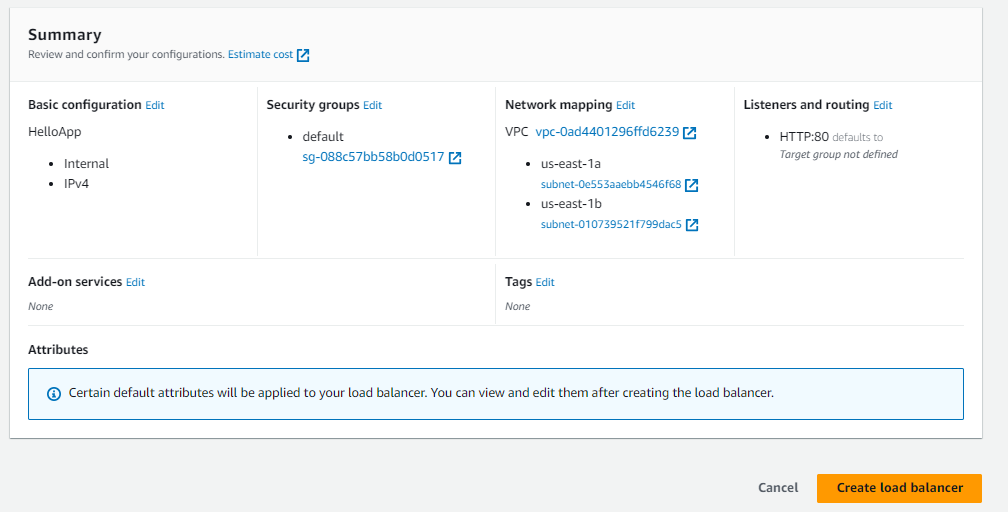 Summary
Review and confirm your configurations. Estimate cost
Basic configuration Edit
HelloApp
Internal
IPv4
Security groups Edit
default
sg-088c57bb58b0d0517
Network mapping Edit
VPC vpc-0ad4401296ffd6239
us-east-1a
subnet-0e553aaebb4546f68
us-east-1b
subnet-010739521f799dac5
Listeners and routing Edit
HTTP:80 defaults to
Target group not defined
Add-on services Edit
None
Tags Edit
None
Attributes
Certain default attributes will be applied to your load balancer. You can view and edit them after creating the load balancer.
Cancel
Create load balancer